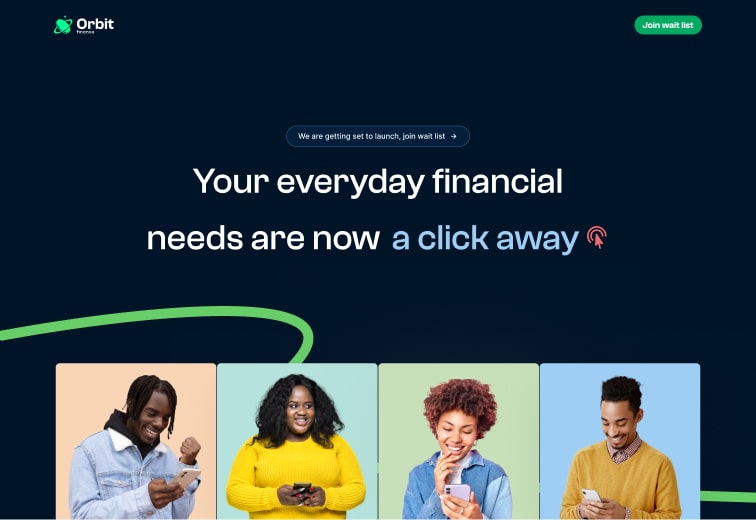 Orbit
finance
Join wait list
We are getting set to launch, join wait list →
Your everyday financial
needs are now a click away